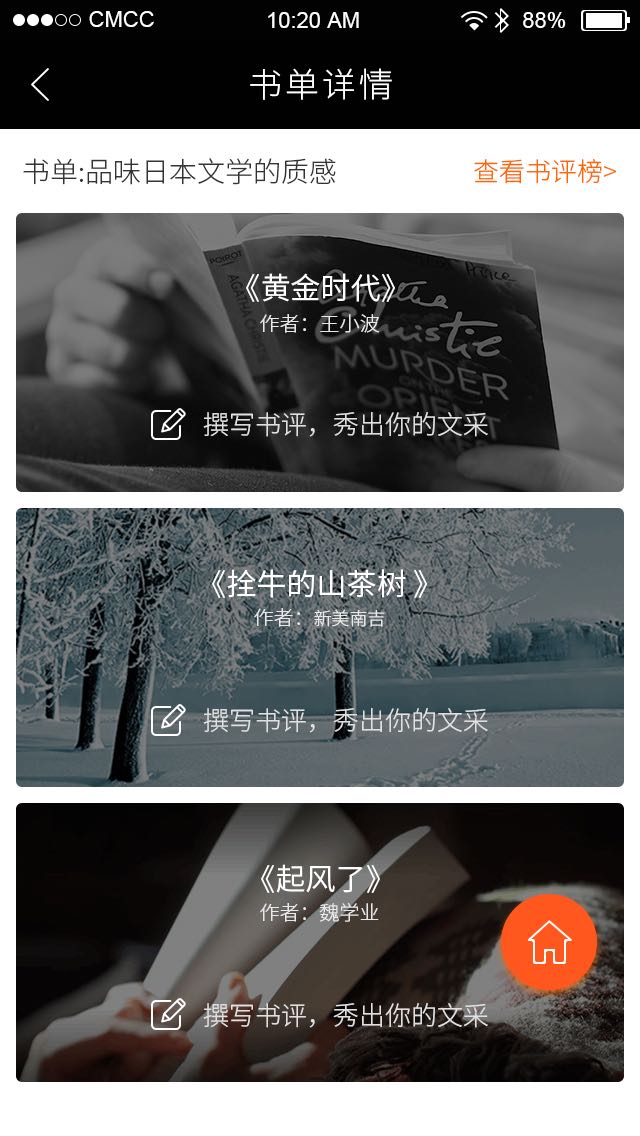 CMCC 10:20 AM 88%
书单详情
书单:品味日本文学的质感 查看书评榜>
POIROT
AGATHA CHRISTIE
《黄金时代》
作者：王小波
Agatha
Christie
MURDER
ON THE
撰写书评，秀出你的文采
《拴牛的山茶树》
作者：新美南吉
撰写书评，秀出你的文采
《起风了》
作者：魏学业
撰写书评，秀出你的文采